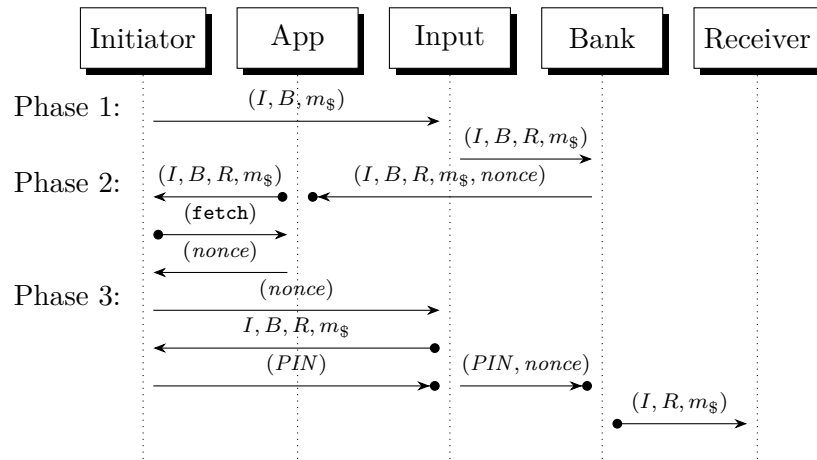 Initiator App Input Bank Receiver
Phase 1: (I, B, m$)
(I, B, R, m$)
Phase 2: (I, B, R, m$) (I, B, R, m$, nonce)
(fetch)
(nonce)
Phase 3: (nonce)
I, B, R, m$
(PIN) (PIN, nonce)
(I, R, m$)